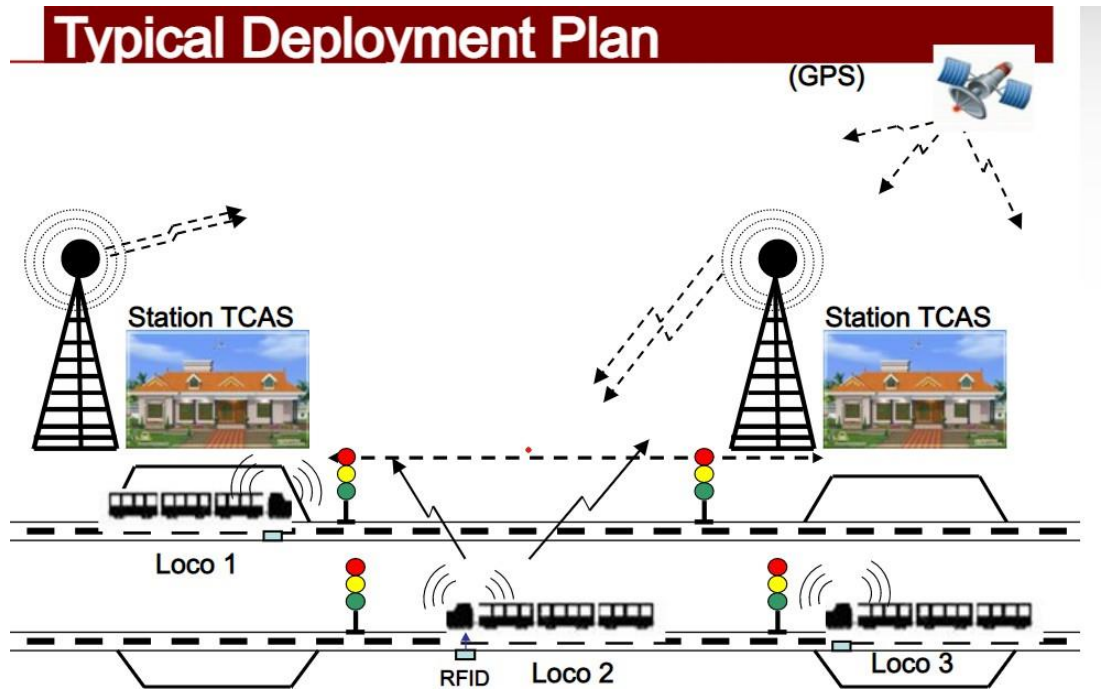 Typical Deployment Plan
(GPS)
Station TCAS
Station TCAS
Loco 1
RFID
Loco 2
Loco 3